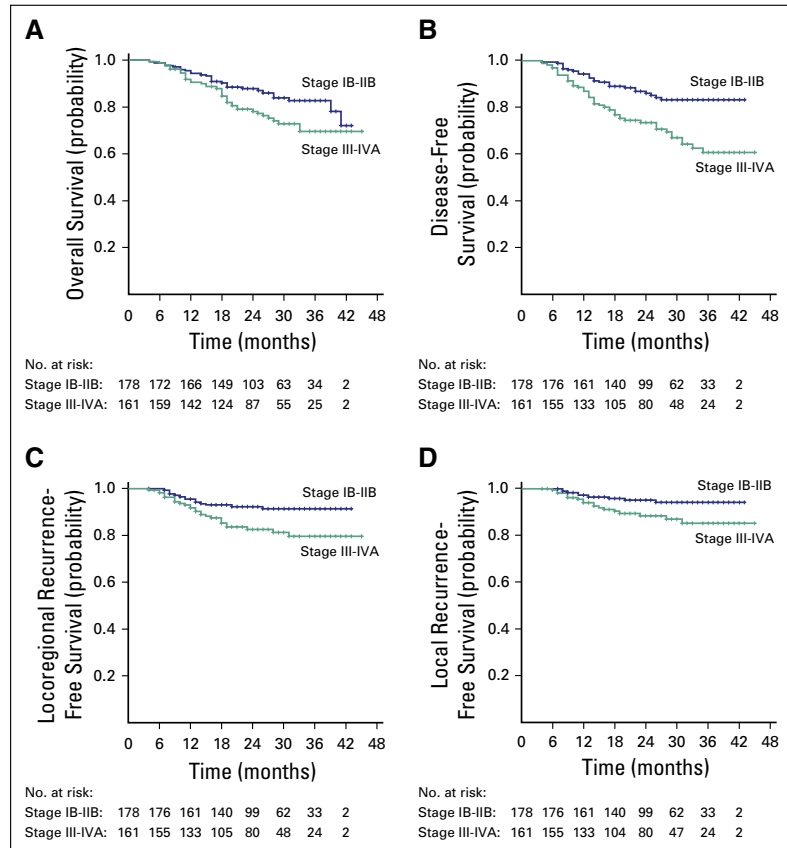 A
Overall Survival (probability)
1.0
0.8
0.6
0.4
0.2
Stage IB-IIB
Stage III-IVA
0 6 12 18 24 30 36 42 48
Time (months)
No. at risk:
Stage IB-IIB: 178 172 166 149 103 63 34 2
Stage III-IVA: 161 159 142 124 87 55 25 2
B
Disease-Free
Survival (probability)
1.0
0.8
0.6
0.4
0.2
Stage IB-IIB
Stage III-IVA
0 6 12 18 24 30 36 42 48
Time (months)
No. at risk:
Stage IB-IIB: 178 176 161 140 99 62 33 2
Stage III-IVA: 161 155 133 105 80 48 24 2
C
Locoregional Recurrence-
Free Survival (probability)
1.0
0.8
0.6
0.4
0.2
Stage IB-IIB
Stage III-IVA
0 6 12 18 24 30 36 42 48
Time (months)
No. at risk:
Stage IB-IIB: 178 176 161 140 99 62 33 2
Stage III-IVA: 161 155 133 105 80 48 24 2
D
Local Recurrence-
Free Survival (probability)
1.0
0.8
0.6
0.4
0.2
Stage IB-IIB
Stage III-IVA
0 6 12 18 24 30 36 42 48
Time (months)
No. at risk:
Stage IB-IIB: 178 176 161 140 99 62 33 2
Stage III-IVA: 161 155 133 104 80 47 24 2